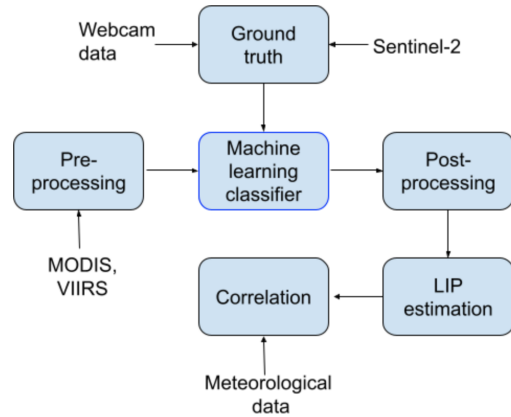 Webcam
data
Ground
truth
Sentinel-2
Pre-
processing
Machine
learning
classifier
Post-
processing
MODIS,
VIIRS
Correlation
LIP
estimation
Meteorological
data